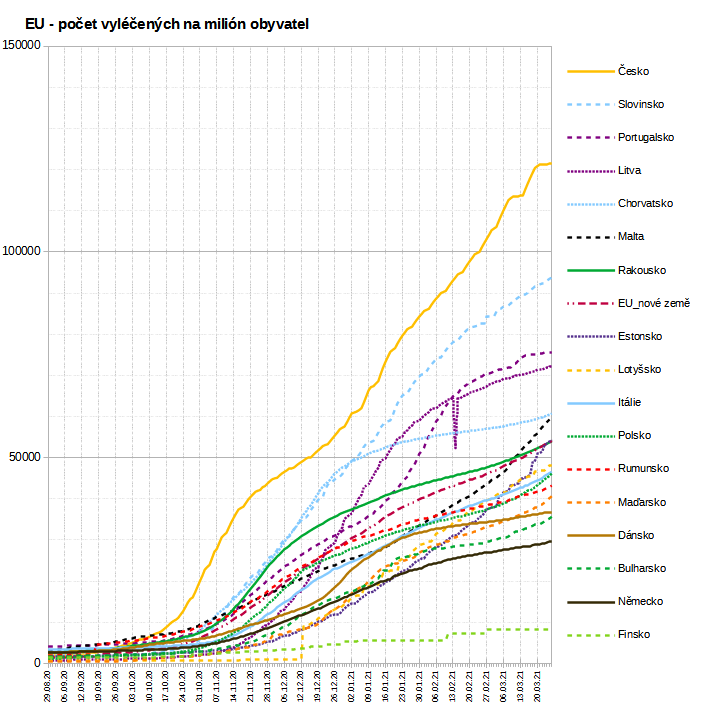 EU - počet vyléčených na milión obyvatel
150000
100000
50000
0
Česko
Slovinsko
Portugalsko
Litva
Chorvatsko
Malta
Rakousko
EU_nové země
Estonsko
Lotyšsko
Itálie
Polsko
Rumunsko
Maďarsko
Dánsko
Bulharsko
Německo
Finsko
29.08.20
05.09.20
12.09.20
19.09.20
26.09.20
03.10.20
10.10.20
17.10.20
24.10.20
31.10.20
07.11.20
14.11.20
21.11.20
28.11.20
05.12.20
12.12.20
19.12.20
26.12.20
02.01.21
09.01.21
16.01.21
23.01.21
30.01.21
06.02.21
13.02.21
20.02.21
27.02.21
06.03.21
13.03.21
20.03.21